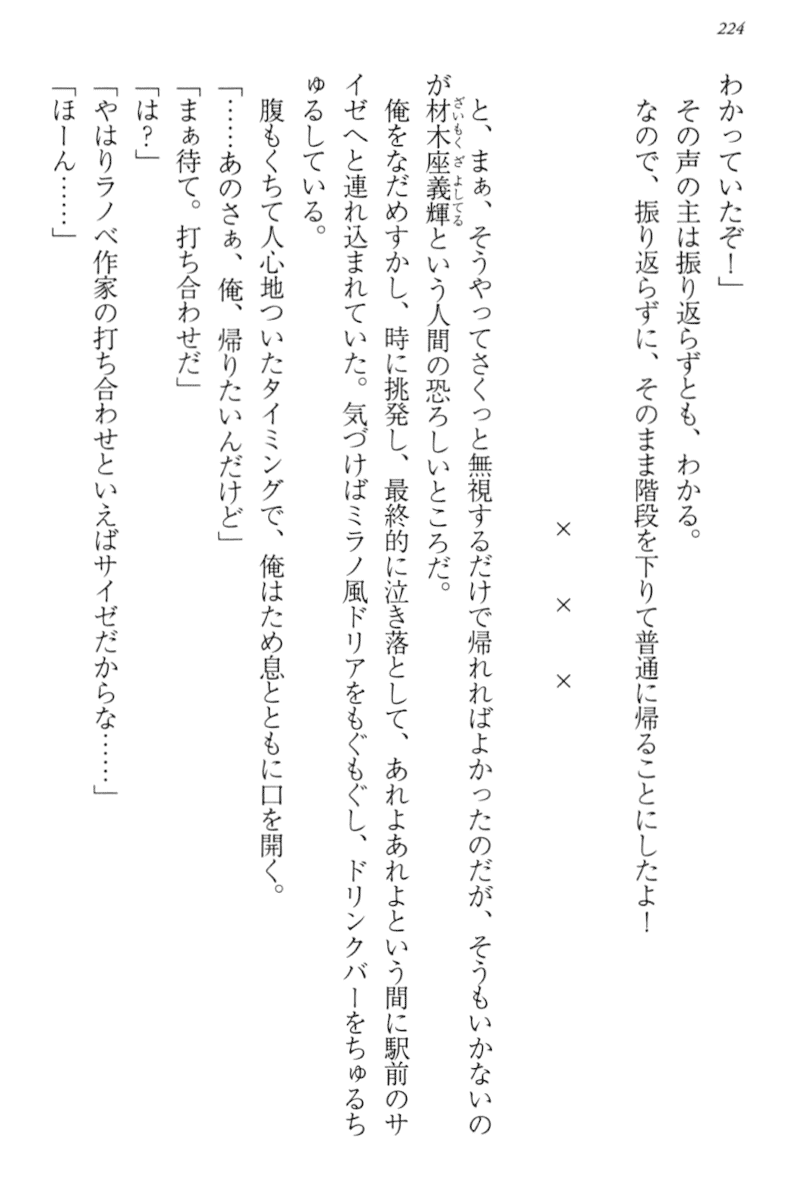 224
わかっていたぞ！」
その声の主は振り返らずとも、わかる。
なので、振り返らずに、そのまま階段を下りて普通に帰ることにしたよ！
×　×　×
と、まぁ、そうやってさくっと無視するだけで帰れればよかったのだが、そうもいかないの
が材木座義輝という人間の恐ろしいところだ。
ざいもくざよしてる
俺をなだめすかし、時に挑発し、最終的に泣き落として、あれよあれよという間に駅前のサ
イゼへと連れ込まれていた。気づけばミラノ風ドリアをもぐもぐし、ドリンクバーをちゅるち
ゅるしている。
腹もくちて人心地ついたタイミングで、俺はため息とともに口を開く。
「……あのさぁ、俺、帰りたいんだけど」
「まぁ待て。打ち合わせだ」
「は？」
「やはりラノベ作家の打ち合わせといえばサイゼだからな……」
「ほーん……」